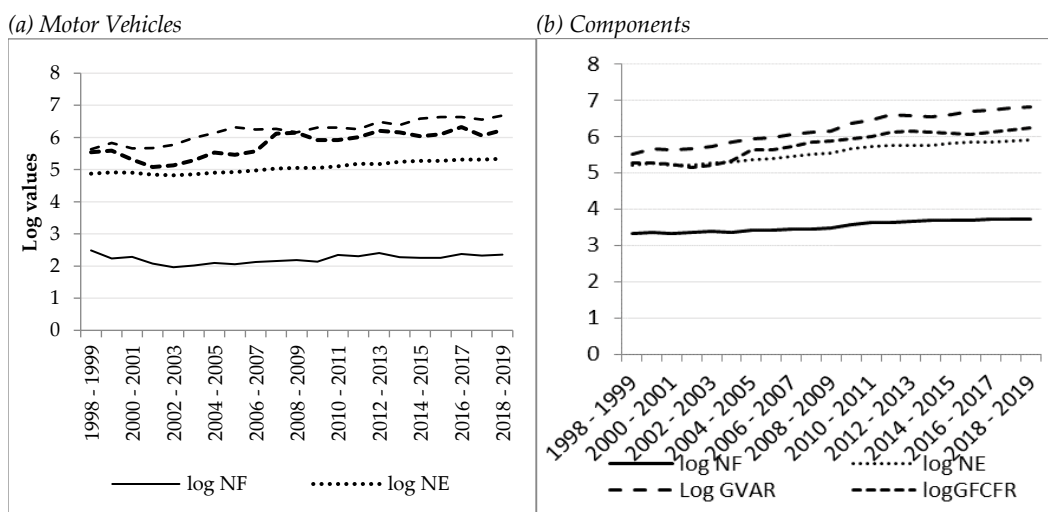 (a) Motor Vehicles
Log values
8
7
6
5
4
3
2
1
0
1998 - 1999
2000 - 2001
2002 - 2003
2004 - 2005
2006 - 2007
2008 - 2009
2010 - 2011
2012 - 2013
2014 - 2015
2016 - 2017
2018 - 2019
log NF
log NE
(b) Components
8
7
6
5
4
3
2
1
0
1998 - 1999
2000 - 2001
2002 - 2003
2004 - 2005
2006 - 2007
2008 - 2009
2010 - 2011
2012 - 2013
2014 - 2015
2016 - 2017
2018 - 2019
log NF
log NE
Log GVAR
logGFCFR